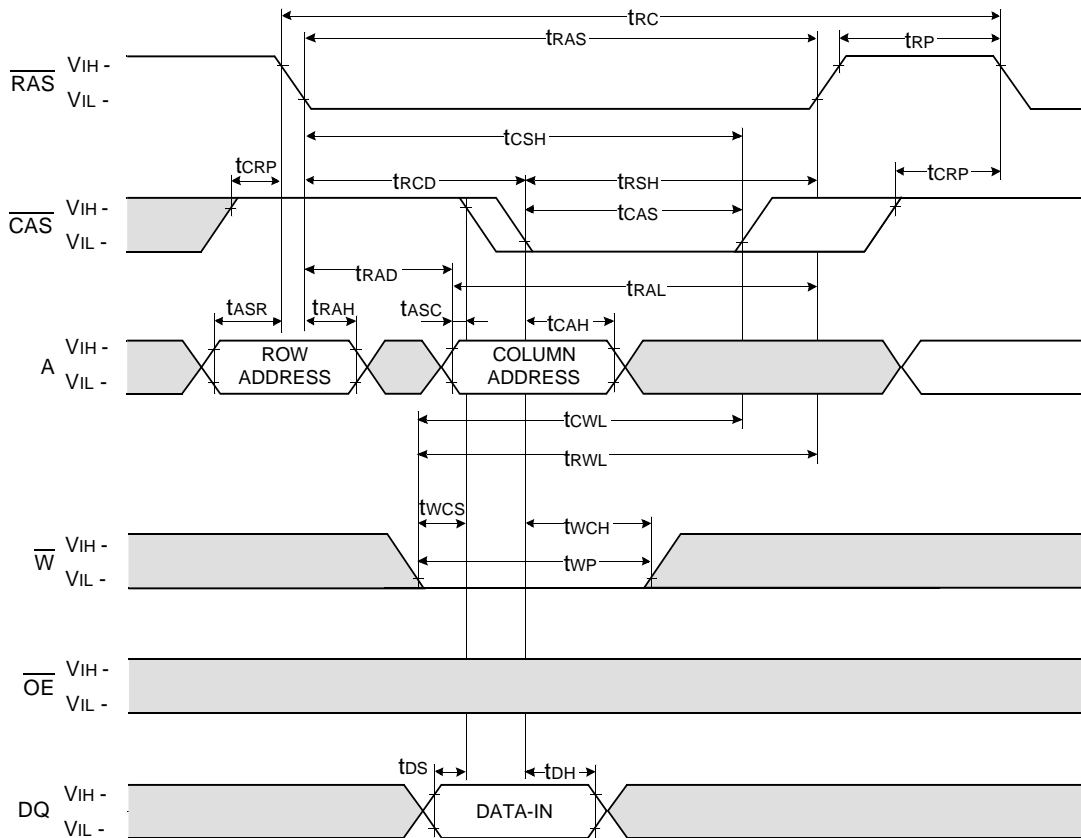 tRC
tRAS
tRP
RAS
VIH -
VIL -
tCSH
tCRP
tRCD
tRSH
tCRP
CAS
VIH -
VIL -
tCAS
tRAD
tRAL
tASR
tRAH
tASC
tCAH
A
VIH -
VIL -
ROW
ADDRESS
COLUMN
ADDRESS
tCWL
tRWL
tWCS
tWCH
W
VIH -
VIL -
tWP
OE
VIH -
VIL -
tDS
tDH
DQ
VIH -
VIL -
DATA-IN